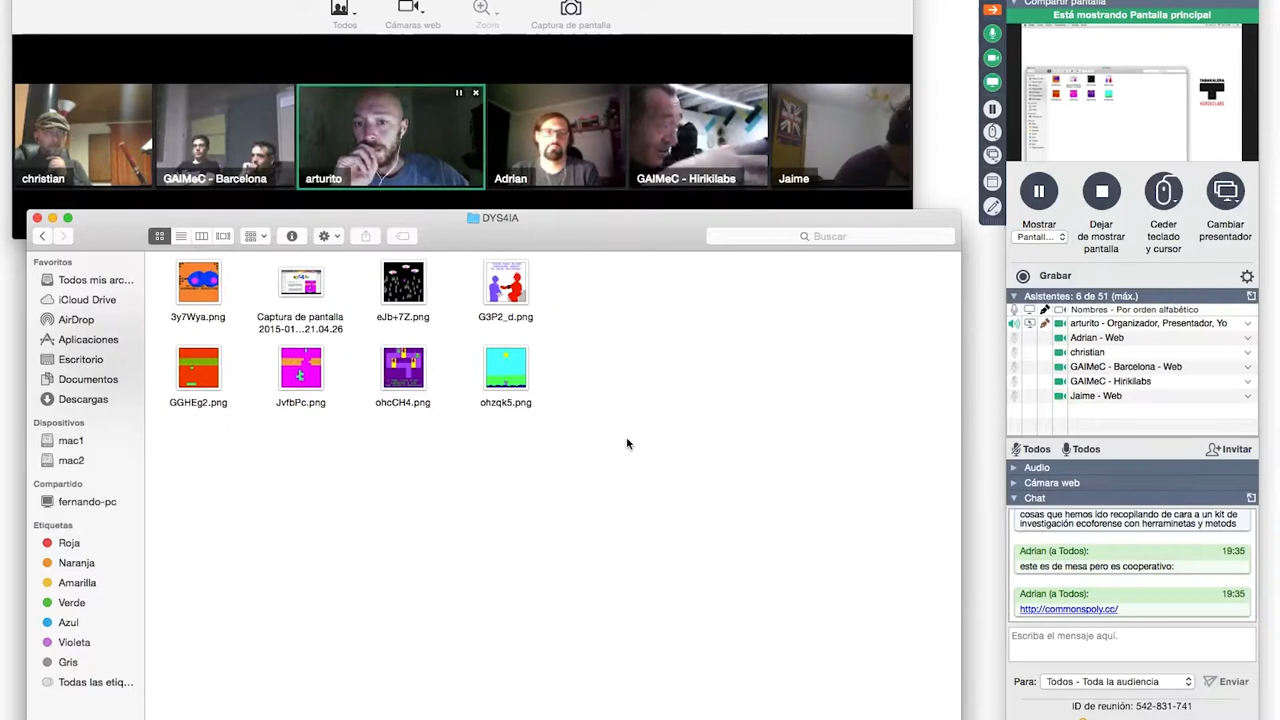 Todos
Cámaras web
Zoom
Captura de pantalla
christian
GAIMeC - Barcelona
arturito
Adrian
GAIMeC - Hirikilabs
Jaime
DYS4IA
Buscar
Favoritos
Todos mis arc...
iCloud Drive
AirDrop
Aplicaciones
Escritorio
Documentos
Descargas
Dispositivos
mac1
mac2
Compartido
fernando-pc
Etiquetas
Roja
Naranja
Amarilla
Verde
Azul
Violeta
Gris
Todas las etiq...
3y7Wya.png
Captura de pantalla
2015-01...21.04.26
eJb+7Z.png
G3P2_d.png
GGHEg2.png
JvfbPc.png
ohcCH4.png
ohzqk5.png
Compartir pantalla
Está mostrando Pantalla principal
TABAKALERA
HIRIKILABS
Mostrar
Pantall...
Dejar
de mostrar
pantalla
Ceder
teclado
y cursor
Cambiar
presentador
Grabar
Asistentes: 6 de 51 (máx.)
Nombres - Por orden alfabético
arturito - Organizador, Presentador, Yo
Adrian - Web
christian
GAIMeC - Barcelona - Web
GAIMeC - Hirikilabs
Jaime - Web
Todos
Todos
Invitar
Audio
Cámara web
Chat
cosas que hemos ido recopilando de cara a un kit de
investigación ecoforense con herraminetas y metods
Adrian (a Todos): 19:35
este es de mesa pero es cooperativo:
Adrian (a Todos): 19:35
http://commonspoly.cc/
Escriba el mensaje aquí.
Para: Todos - Toda la audiencia
Enviar
ID de reunión: 542-831-741